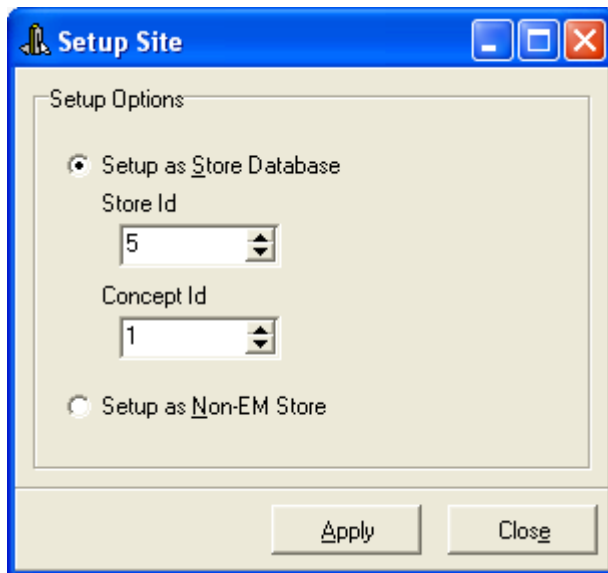 Setup Site
Setup Options
Setup as Store Database
Store Id
5
Concept Id
1
Setup as Non-EM Store
Apply
Close